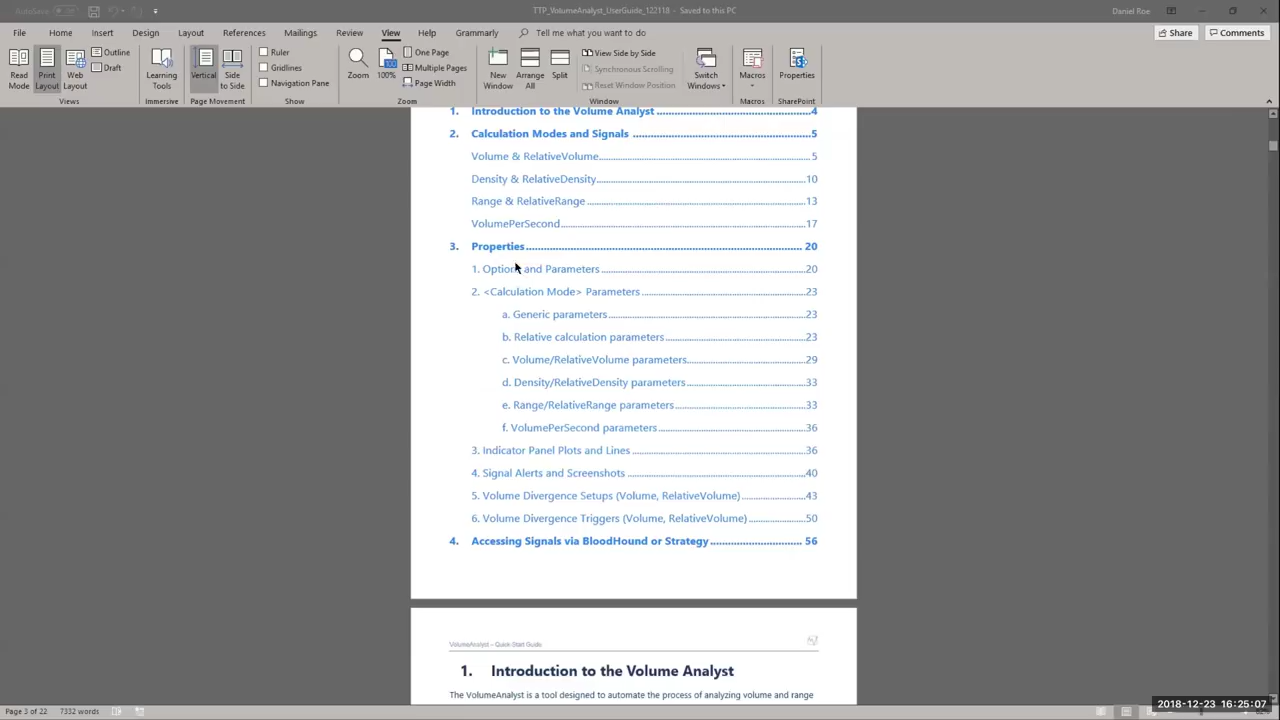 AutoSave
TTP_VolumeAnalyst_UserGuide_122118 - Saved to this PC
Daniel Roe
File Home Insert Design Layout References Mailings Review View Help Grammarly Tell me what you want to do Share Comments
Read Mode
Print Layout
Web Layout
Outline
Draft
Views
Learning Tools
Immersive
Vertical
Side to Side
Page Movement
Ruler
Gridlines
Navigation Pane
Show
Zoom
100%
One Page
Multiple Pages
Page Width
Zoom
New Window
Arrange All
Split
View Side by Side
Synchronous Scrolling
Reset Window Position
Switch Windows
Window
Macros
Macros
Properties
SharePoint
1. Introduction to the Volume Analyst 4
2. Calculation Modes and Signals 5
Volume & RelativeVolume 5
Density & RelativeDensity 10
Range & RelativeRange 13
VolumePerSecond 17
3. Properties 20
1. Options and Parameters 20
2. <Calculation Mode> Parameters 23
a. Generic parameters 23
b. Relative calculation parameters 23
c. Volume/RelativeVolume parameters 29
d. Density/RelativeDensity parameters 33
e. Range/RelativeRange parameters 33
f. VolumePerSecond parameters 36
3. Indicator Panel Plots and Lines 36
4. Signal Alerts and Screenshots 40
5. Volume Divergence Setups (Volume, RelativeVolume) 43
6. Volume Divergence Triggers (Volume, RelativeVolume) 50
4. Accessing Signals via BloodHound or Strategy 56
VolumeAnalyst – Quick Start Guide
1. Introduction to the Volume Analyst
The VolumeAnalyst is a tool designed to automate the process of analyzing volume and range
7332 words
2018-12-23 16:25:07